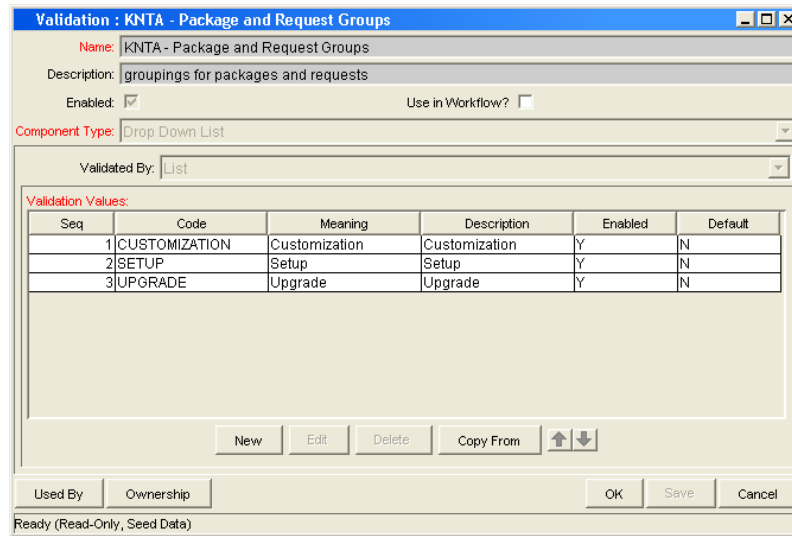 Validation : KNTA - Package and Request Groups
Name: KNTA - Package and Request Groups
Description: groupings for packages and requests
Enabled: Use in Workflow?
Component Type: Drop Down List
Validated By: List
Validation Values:
Seq Code Meaning Description Enabled Default
1 CUSTOMIZATION Customization Customization Y N
2 SETUP Setup Setup Y N
3 UPGRADE Upgrade Upgrade Y N
New Edit Delete Copy From
Used By Ownership OK Save Cancel
Ready (Read-Only, Seed Data)